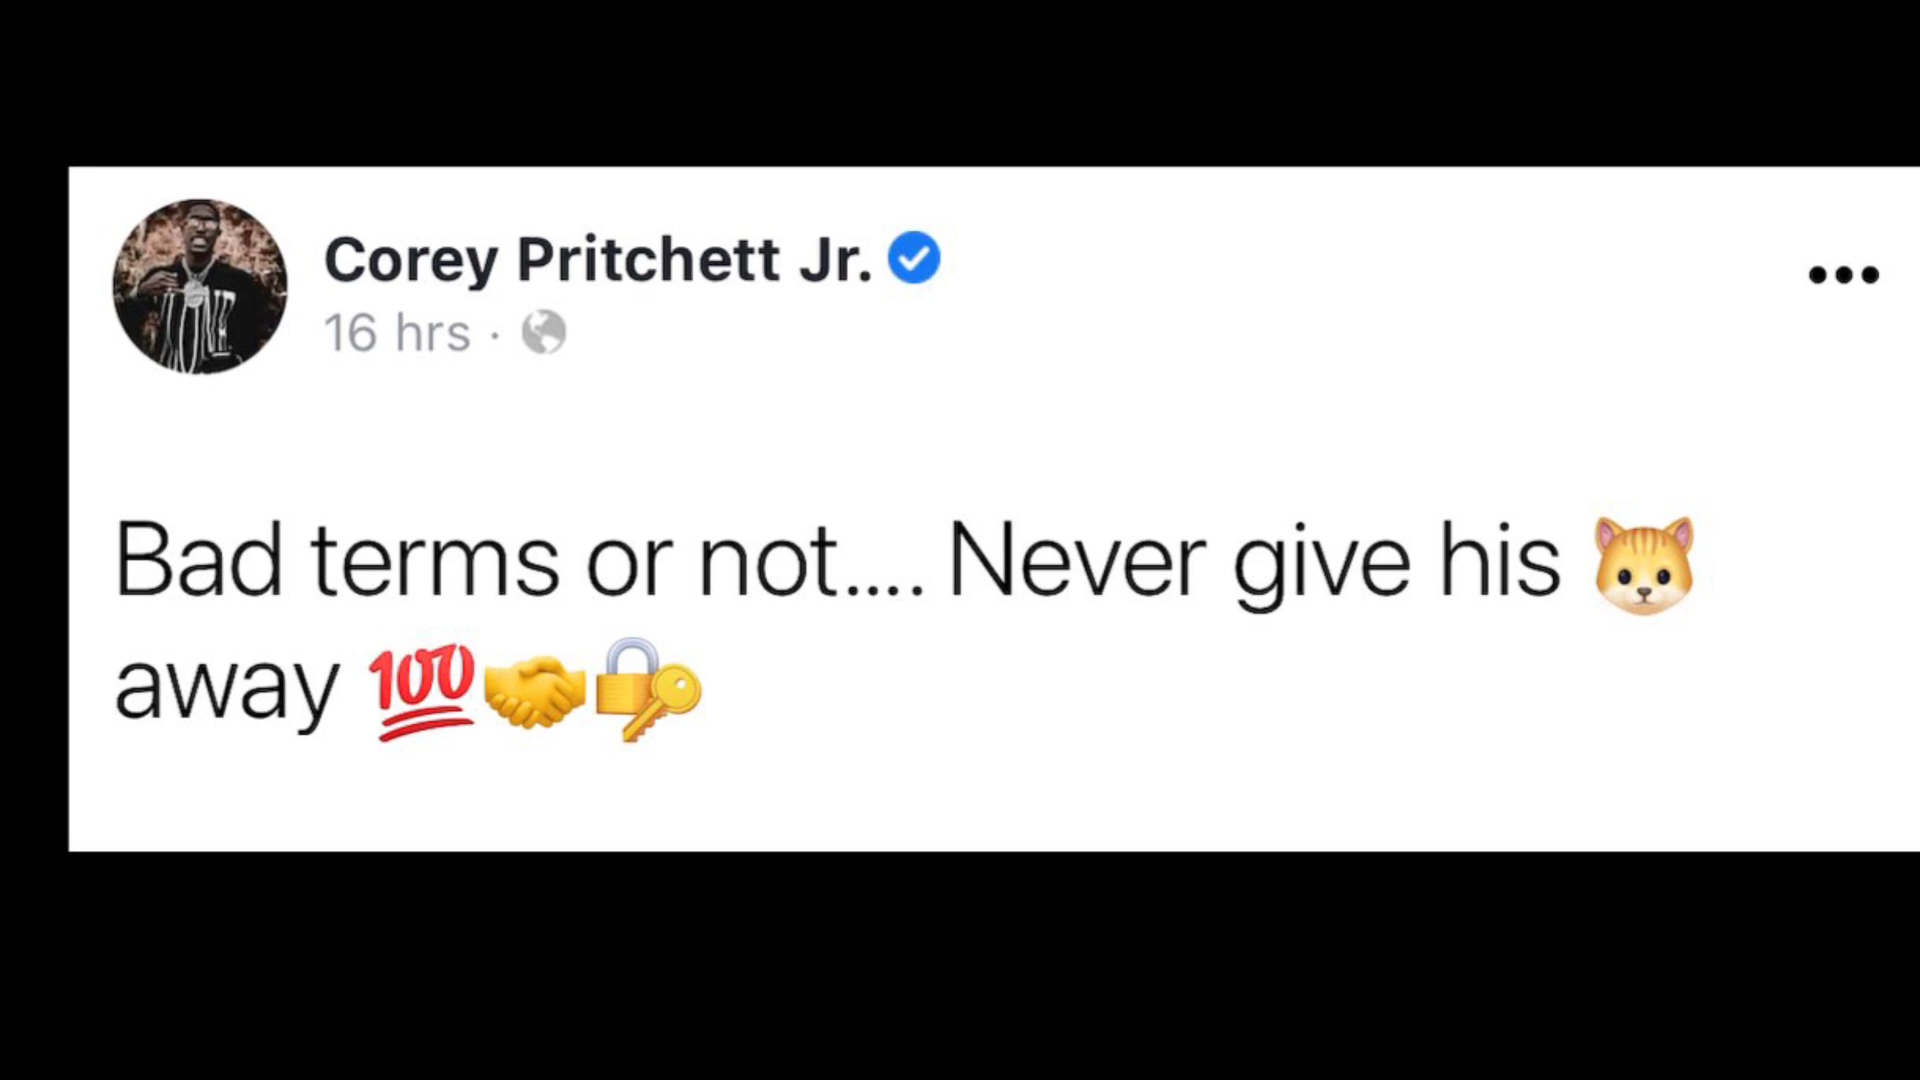 Corey Pritchett Jr.
16 hrs ·
Bad terms or not.... Never give his 🐱
away 💯🤝🔐